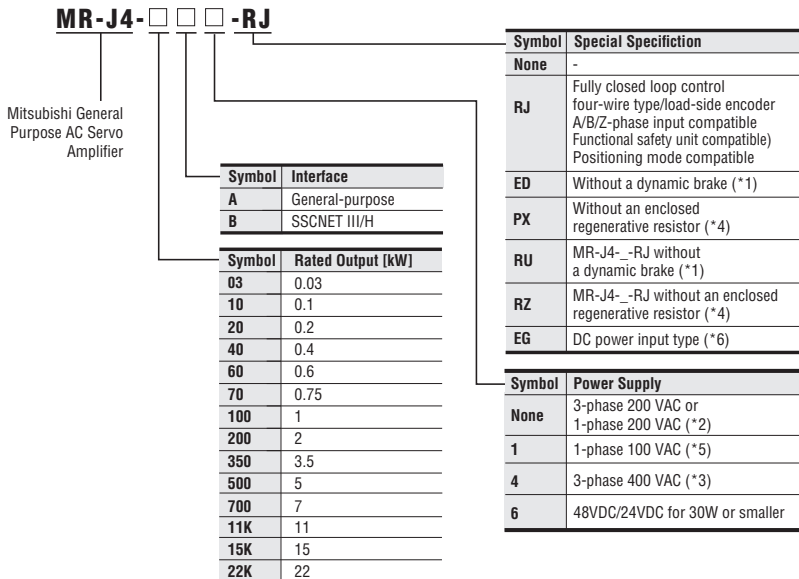 MR-J4-□ □ □ -RJ
Mitsubishi General
Purpose AC Servo
Amplifier
Symbol Interface
A General-purpose
B SSCNET III/H
Symbol Rated Output [kW]
03 0.03
10 0.1
20 0.2
40 0.4
60 0.6
70 0.75
100 1
200 2
350 3.5
500 5
700 7
11K 11
15K 15
22K 22
Symbol Special Specifiction
None -
RJ Fully closed loop control
four-wire type/load-side encoder
A/B/Z-phase input compatible
Functional safety unit compatible)
Positioning mode compatible
ED Without a dynamic brake (*1)
PX Without an enclosed
regenerative resistor (*4)
RU MR-J4-_-RJ without
a dynamic brake (*1)
RZ MR-J4-_-RJ without an enclosed
regenerative resistor (*4)
EG DC power input type (*6)
Symbol Power Supply
None 3-phase 200 VAC or
1-phase 200 VAC (*2)
1 1-phase 100 VAC (*5)
4 3-phase 400 VAC (*3)
6 48VDC/24VDC for 30W or smaller